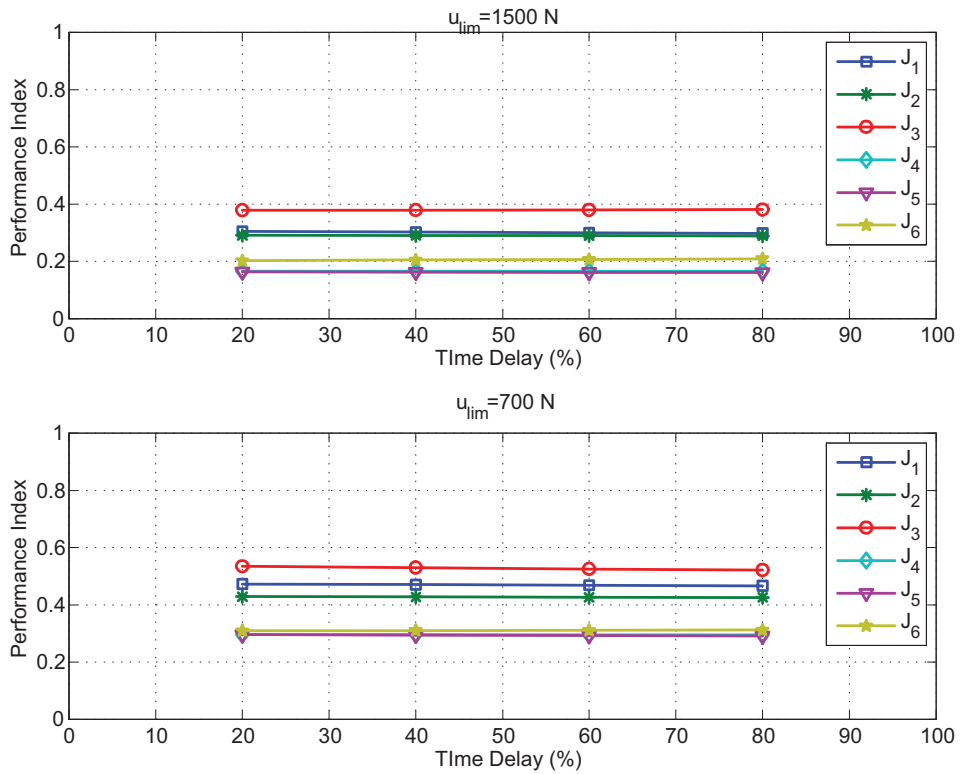 u_lim=1500 N
1
0.8
0.6
0.4
0.2
0
Performance Index
0 10 20 30 40 50 60 70 80 90 100
TIme Delay (%)
J_1
J_2
J_3
J_4
J_5
J_6
u_lim=700 N
1
0.8
0.6
0.4
0.2
0
Performance Index
0 10 20 30 40 50 60 70 80 90 100
TIme Delay (%)
J_1
J_2
J_3
J_4
J_5
J_6